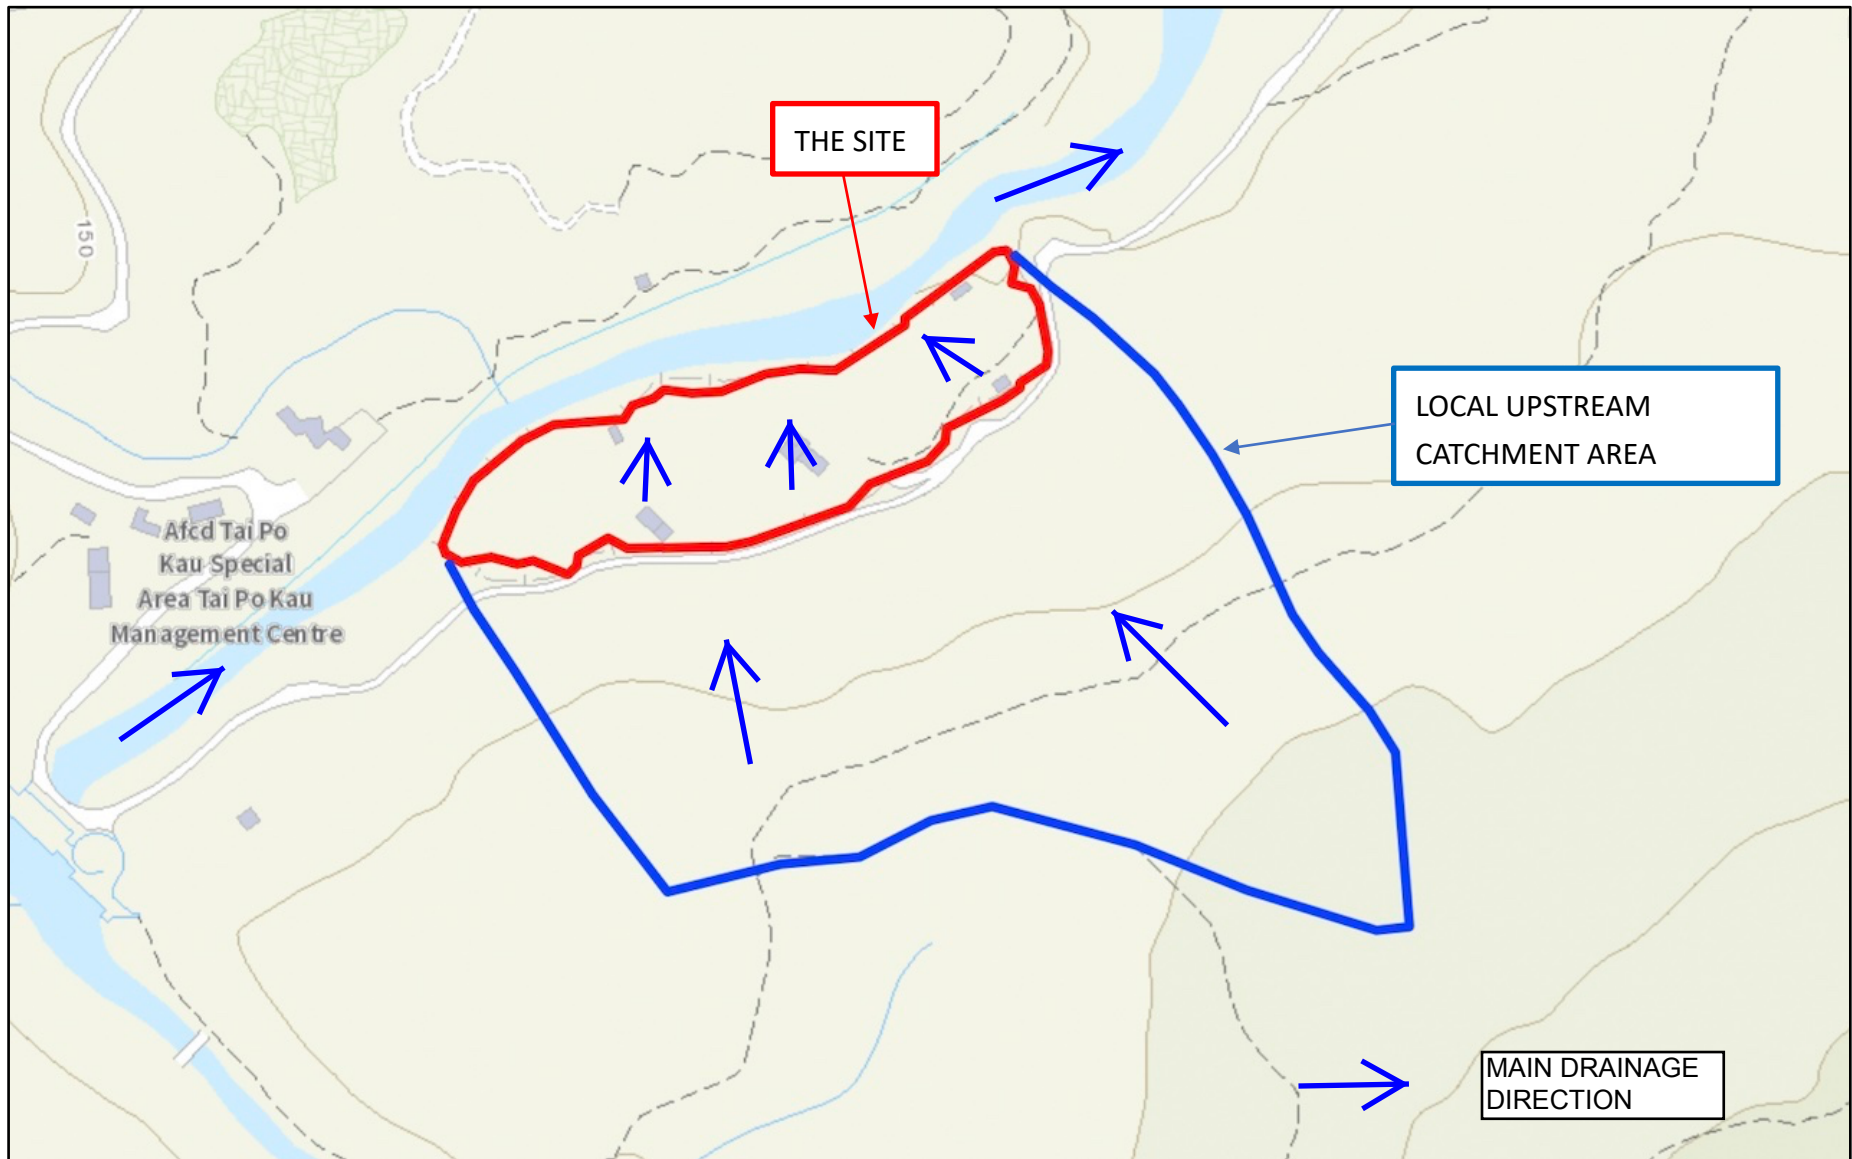 THE SITE
150
LOCAL UPSTREAM
CATCHMENT AREA
Afcd Tai Po
Kau Special
Area Tai Po Kau
Management Centre
MAIN DRAINAGE
DIRECTION